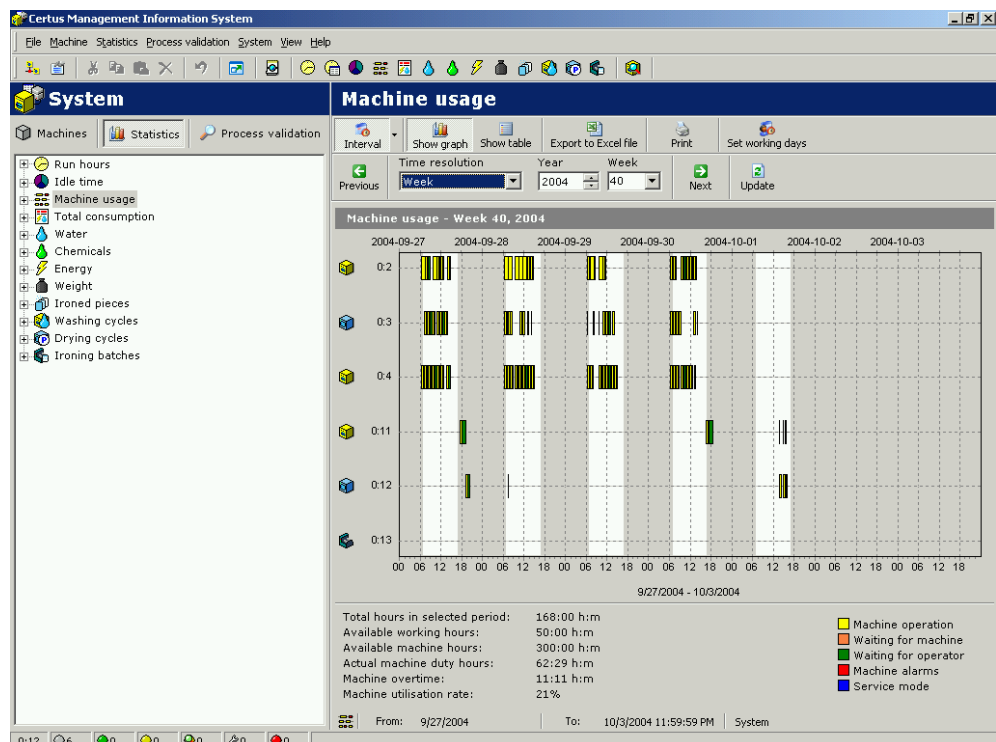 Certus Management Information System
File Machine Statistics Process validation System View Help
System
Machine usage
Machines Statistics Process validation
Interval Show graph Show table Export to Excel file Print Set working days
Run hours
Idle time
Machine usage
Total consumption
Water
Chemicals
Energy
Weight
Ironed pieces
Washing cycles
Drying cycles
Ironing batches
Time resolution Year Week
Previous Week 2004 40 Next Update
Machine usage - Week 40, 2004
2004-09-27 2004-09-28 2004-09-29 2004-09-30 2004-10-01 2004-10-02 2004-10-03
0:2
0:3
0:4
0:11
0:12
0:13
00 06 12 18 00 06 12 18 00 06 12 18 00 06 12 18 00 06 12 18 00 06 12 18 00 06 12 18
9/27/2004 - 10/3/2004
Total hours in selected period: 168:00 h:m
Available working hours: 50:00 h:m
Available machine hours: 300:00 h:m
Actual machine duty hours: 62:29 h:m
Machine overtime: 11:11 h:m
Machine utilisation rate: 21%
Machine operation
Waiting for machine
Waiting for operator
Machine alarms
Service mode
From: 9/27/2004 To: 10/3/2004 11:59:59 PM System